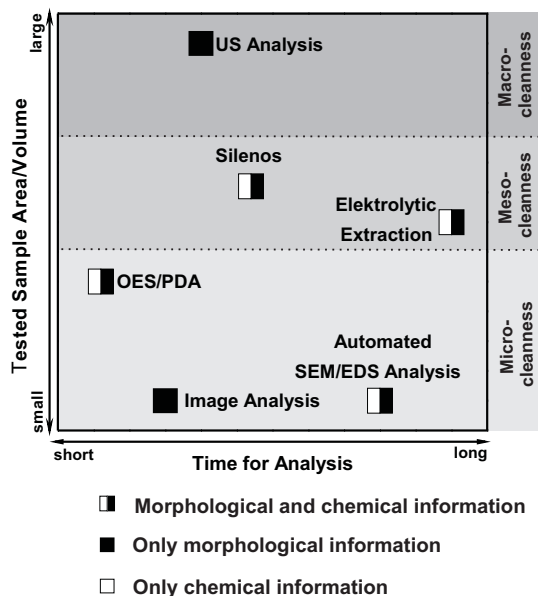 large
US Analysis
Macro-
cleanness
Silenos
Elektrolytic
Extraction
Meso-
cleanness
Tested Sample Area/Volume
OES/PDA
Automated
SEM/EDS Analysis
Image Analysis
Micro-
cleanness
small
short
Time for Analysis
long
Morphological and chemical information
Only morphological information
Only chemical information